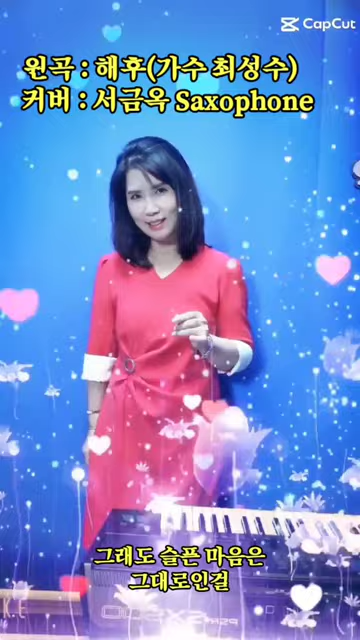 CapCut
원곡 : 해후(가수 최성수)
커버 : 서금옥 Saxophone
그래도 슬픈 마음은
그대로인걸